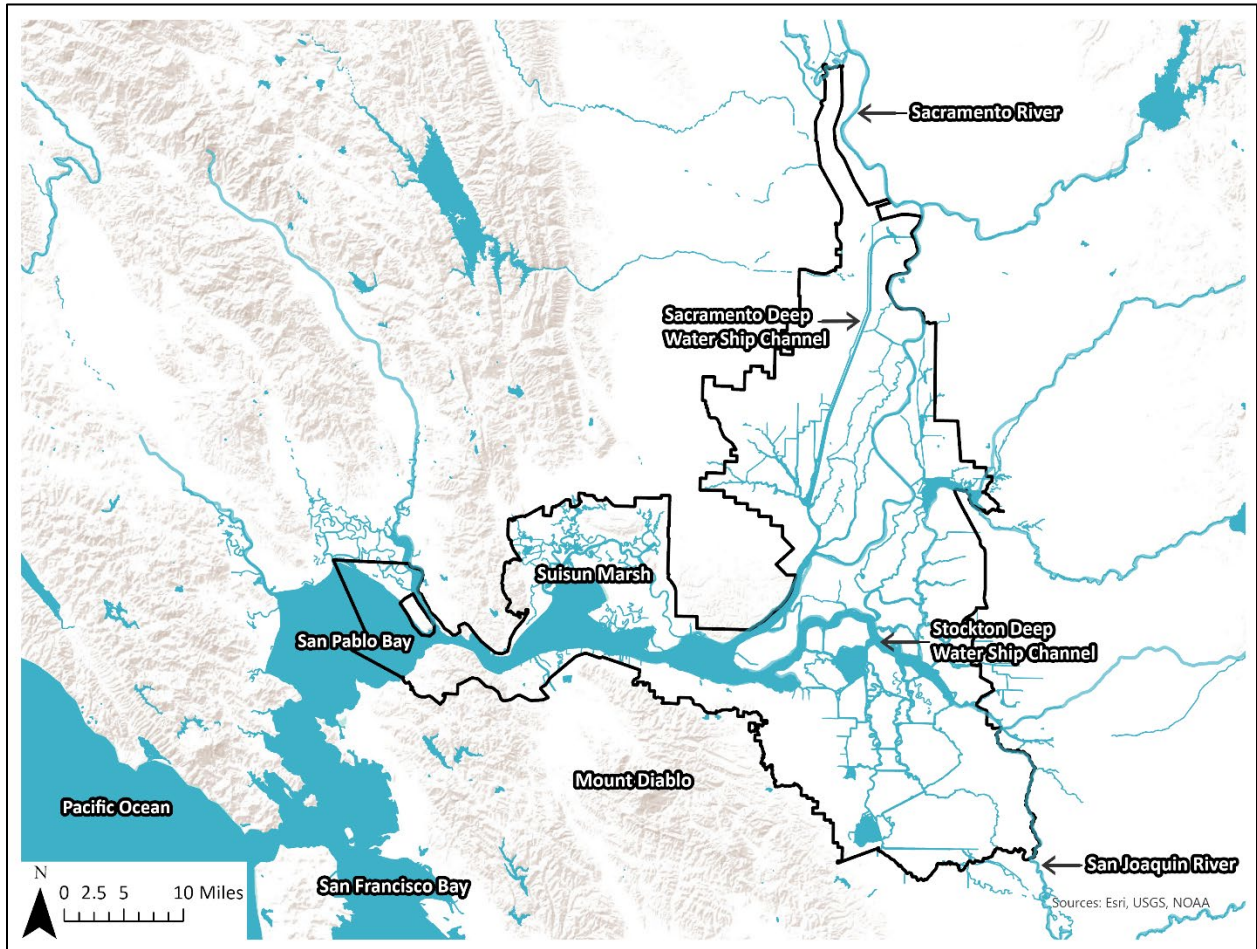 Sacramento River
Sacramento Deep
Water Ship Channel
Suisun Marsh
San Pablo Bay
Stockton Deep
Water Ship Channel
Mount Diablo
Pacific Ocean
San Francisco Bay
San Joaquin River
N
0 2.5 5 10 Miles
Sources: Esri, USGS, NOAA